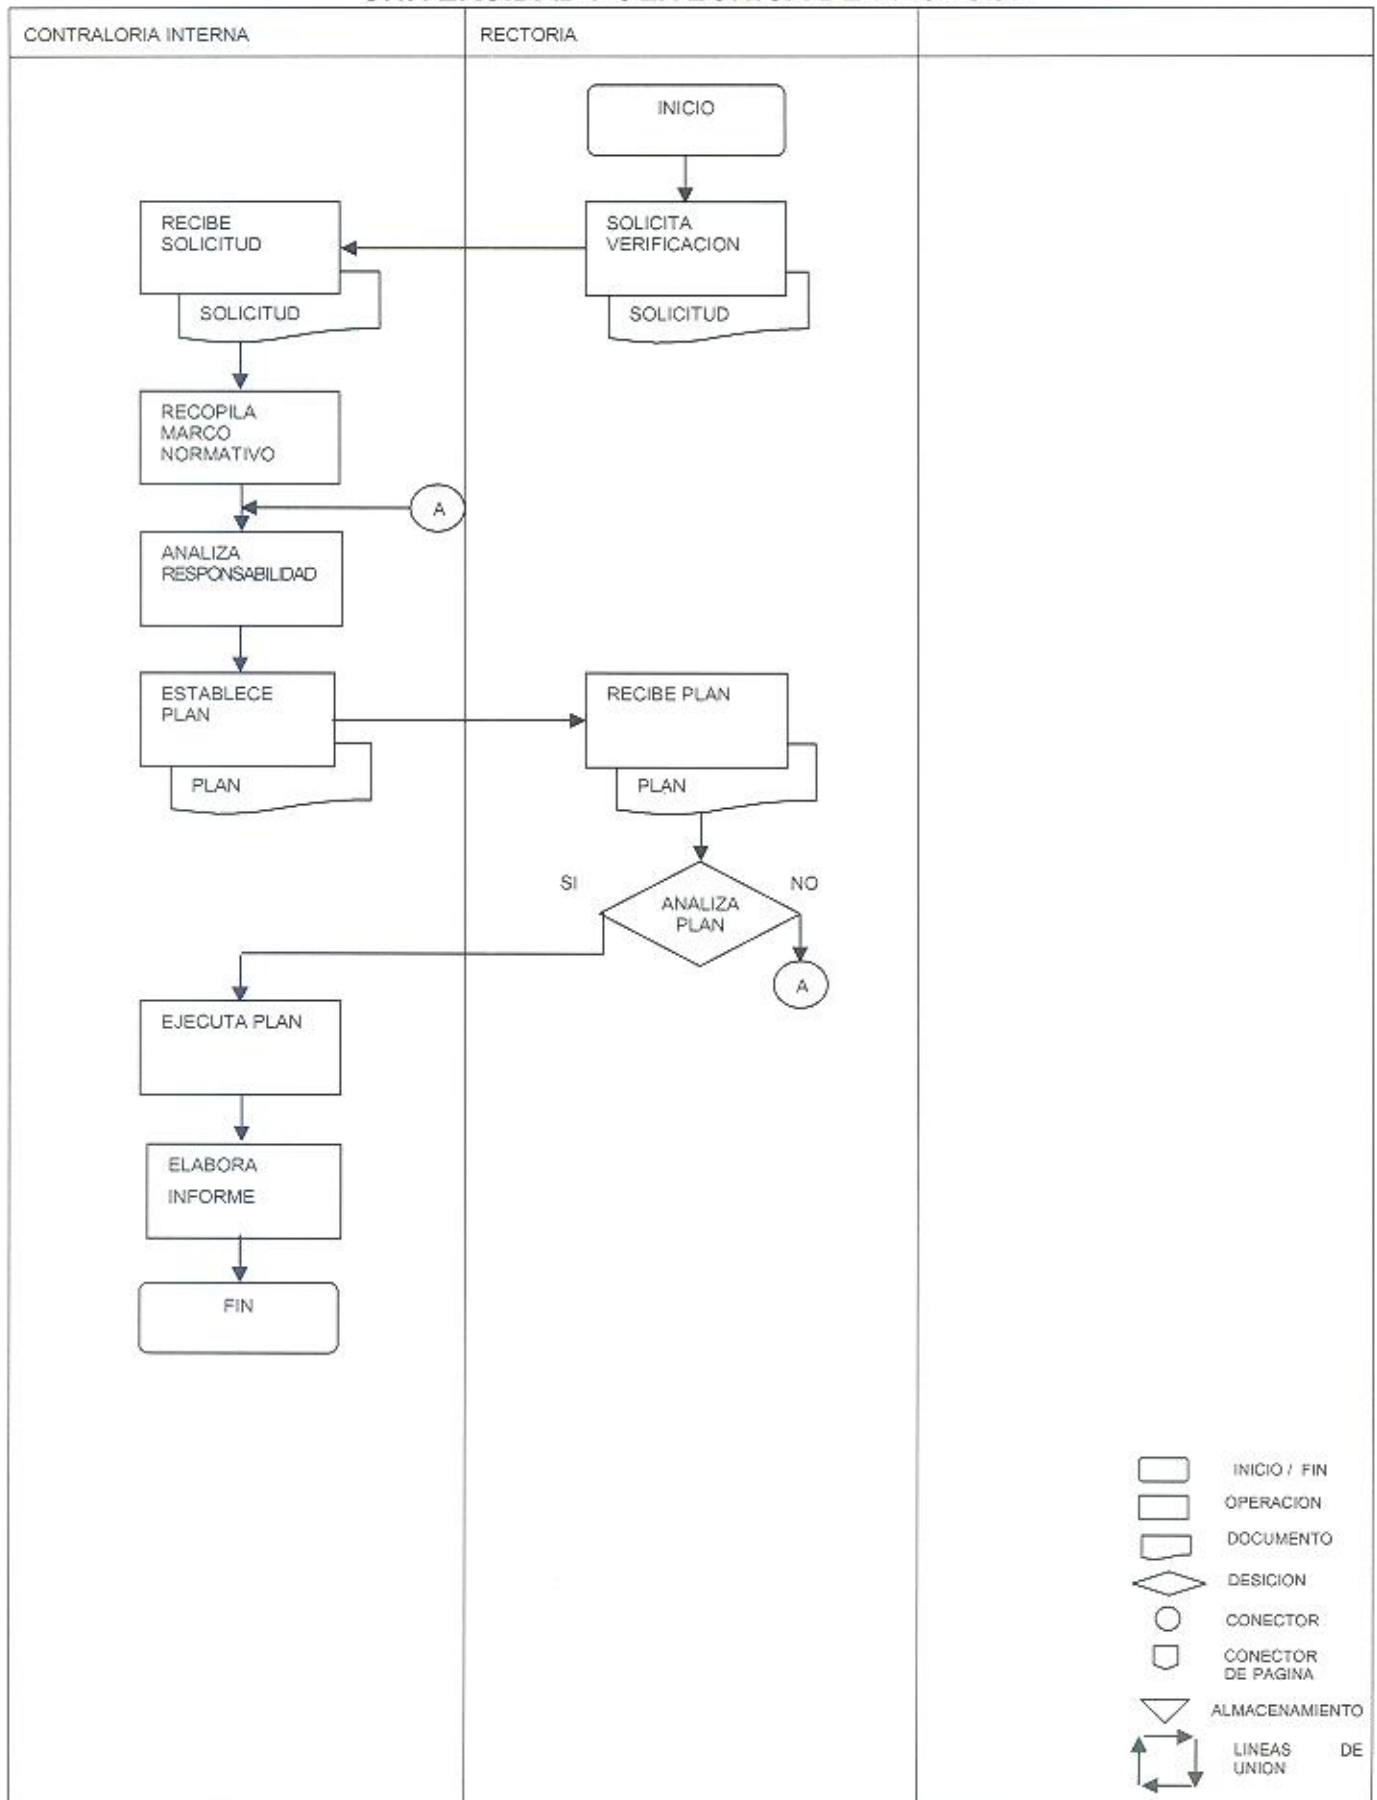 CONTRALORIA INTERNA
RECTORIA
INICIO
RECIBE
SOLICITUD
SOLICITUD
SOLICITA
VERIFICACION
SOLICITUD
RECOPILA
MARCO
NORMATIVO
A
ANALIZA
RESPONSABILIDAD
ESTABLECE
PLAN
PLAN
RECIBE PLAN
PLAN
SI
NO
ANALIZA
PLAN
A
EJECUTA PLAN
ELABORA
INFORME
FIN
INICIO / FIN
OPERACION
DOCUMENTO
DESICION
CONECTOR
CONECTOR
DE PAGINA
ALMACENAMIENTO
LINEAS DE
UNION